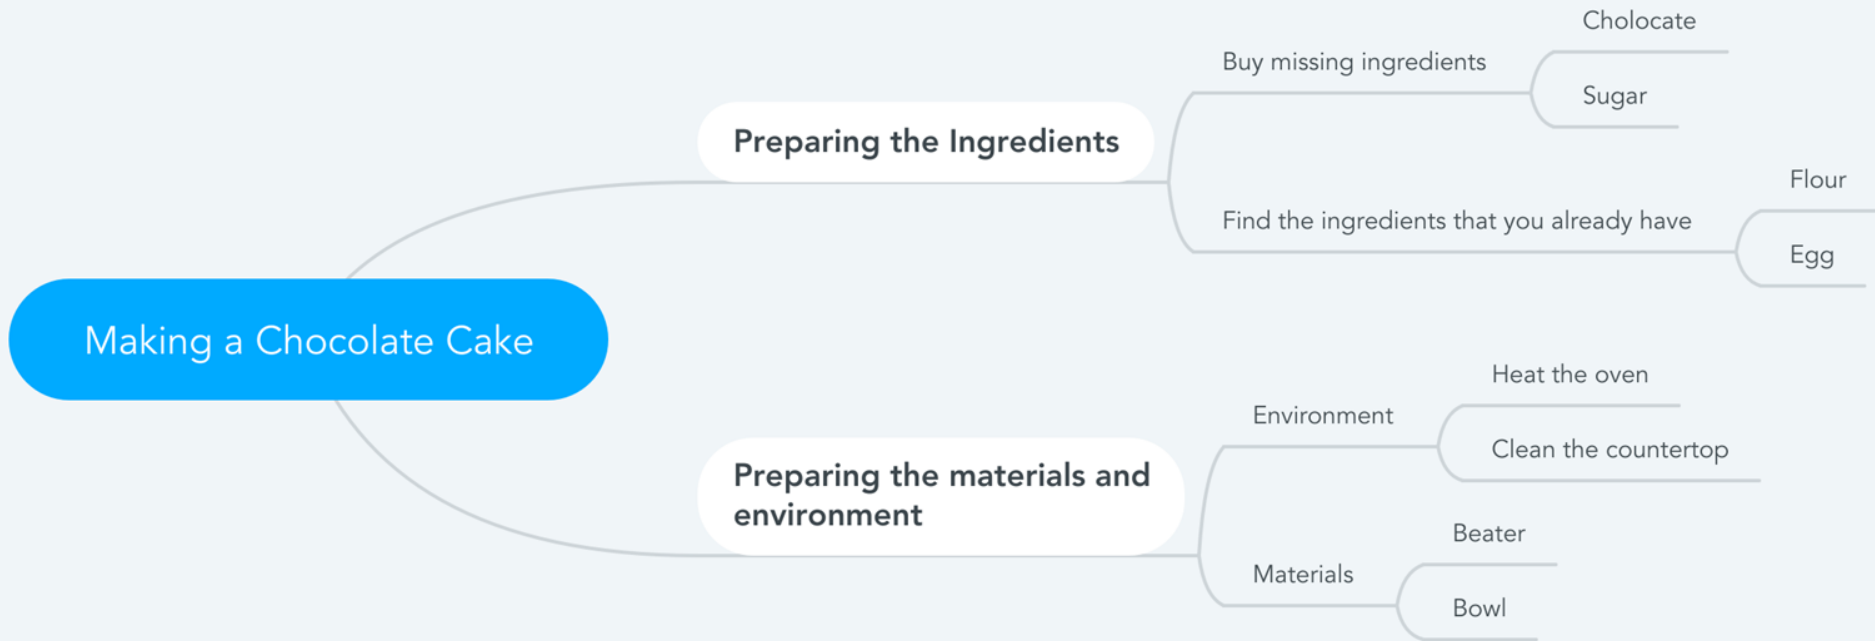 Making a Chocolate Cake
Preparing the Ingredients
Buy missing ingredients
Cholocate
Sugar
Find the ingredients that you already have
Flour
Egg
Preparing the materials and
environment
Environment
Heat the oven
Clean the countertop
Materials
Beater
Bowl